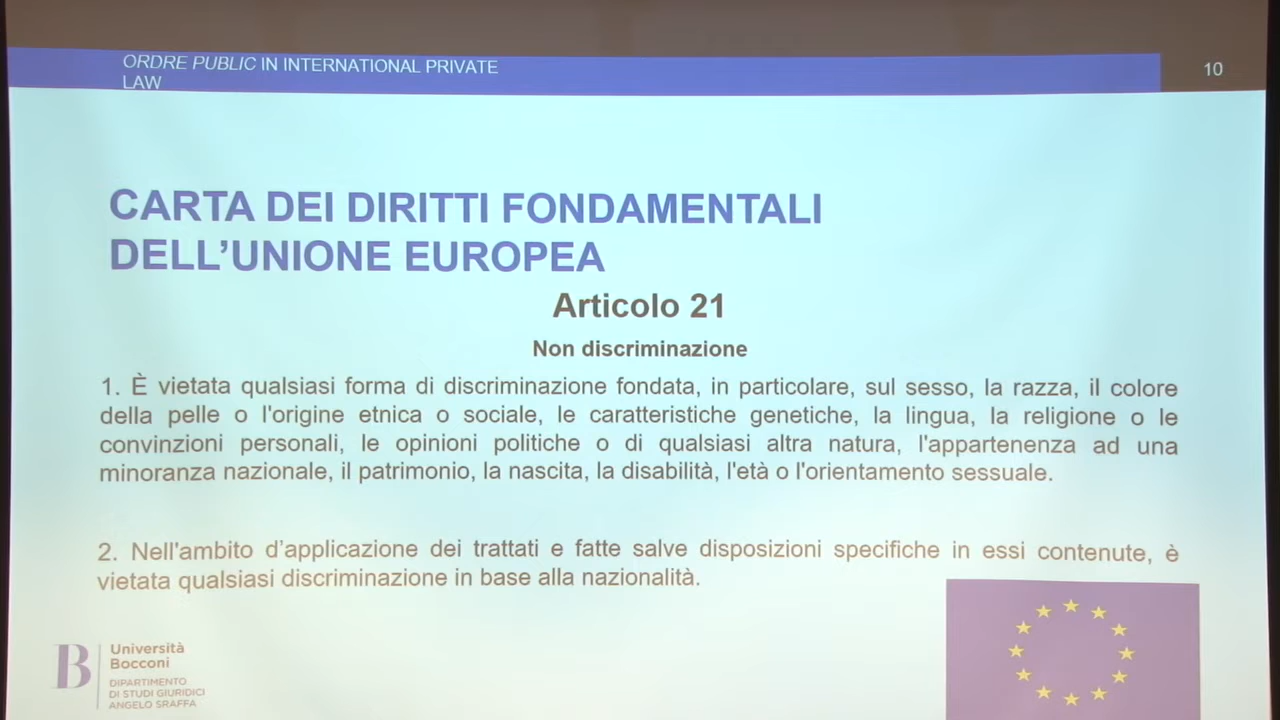 ORDRE PUBLIC IN INTERNATIONAL PRIVATE
LAW
10
CARTA DEI DIRITTI FONDAMENTALI
DELL’UNIONE EUROPEA
Articolo 21
Non discriminazione
1. È vietata qualsiasi forma di discriminazione fondata, in particolare, sul sesso, la razza, il colore
della pelle o l'origine etnica o sociale, le caratteristiche genetiche, la lingua, la religione o le
convinzioni personali, le opinioni politiche o di qualsiasi altra natura, l'appartenenza ad una
minoranza nazionale, il patrimonio, la nascita, la disabilità, l'età o l'orientamento sessuale.
2. Nell'ambito d’applicazione dei trattati e fatte salve disposizioni specifiche in essi contenute, è
vietata qualsiasi discriminazione in base alla nazionalità.
B
Università
Bocconi
DIPARTIMENTO
DI STUDI GIURIDICI
ANGELO SRAFFA